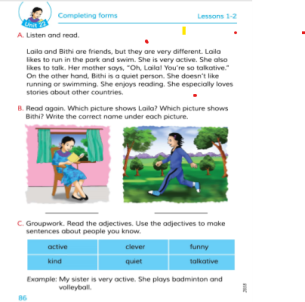 Unit 21
Completing forms
Lessons 1-2
A. Listen and read.
Laila and Bithi are friends, but they are very different. Laila
likes to run in the park and swim. She is very active. She also
likes to talk. Her mother says, "Oh, Laila! You're so talkative."
On the other hand, Bithi is a quiet person. She doesn't like
running or swimming. She enjoys reading. She especially loves
stories about other countries.
B. Read again. Which picture shows Laila? Which picture shows
Bithi? Write the correct name under each picture.
C. Groupwork. Read the adjectives. Use the adjectives to make
sentences about people you know.
active clever funny
kind quiet talkative
Example: My sister is very active. She plays badminton and
volleyball.
86